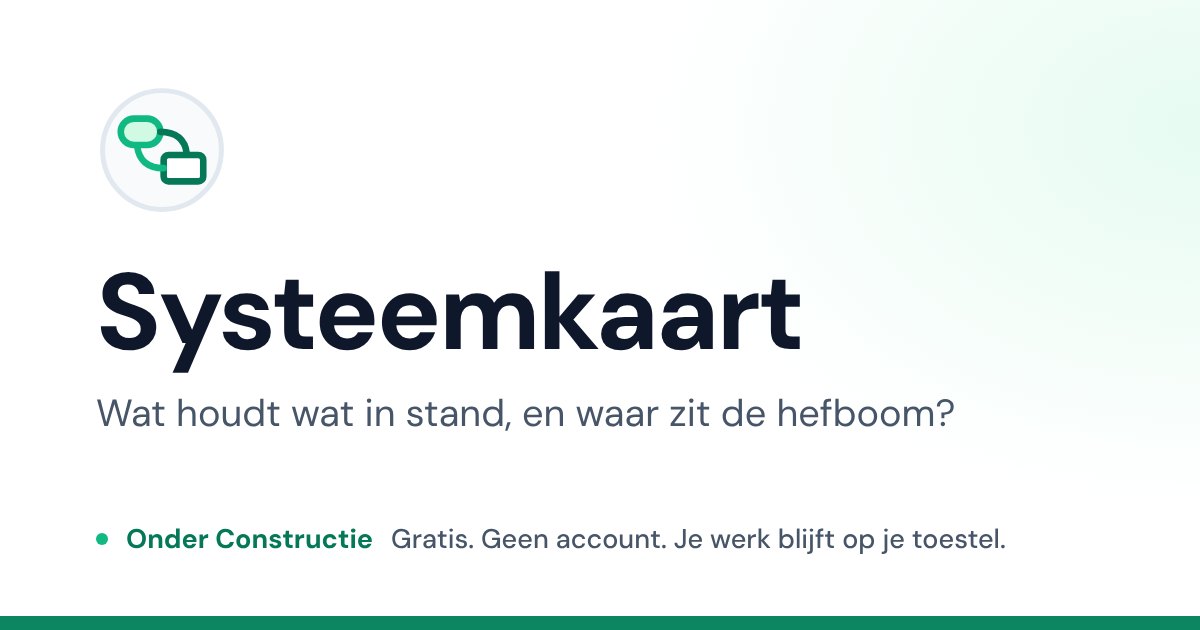 Systeemkaart
Wat houdt wat in stand, en waar zit de hefboom?
Onder Constructie Gratis. Geen account. Je werk blijft op je toestel.